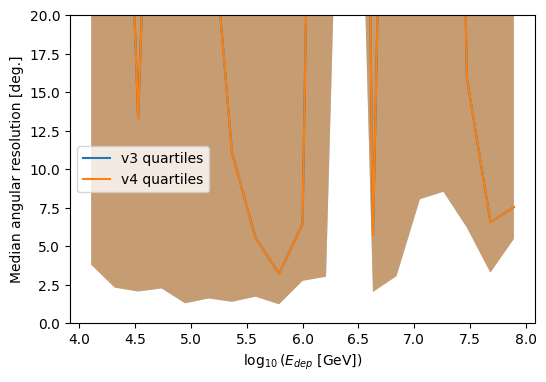 20.0
17.5
15.0
12.5
10.0
7.5
5.0
2.5
0.0
Median angular resolution [deg.]
v3 quartiles
v4 quartiles
4.0 4.5 5.0 5.5 6.0 6.5 7.0 7.5 8.0
log₁₀(E_dep [GeV])